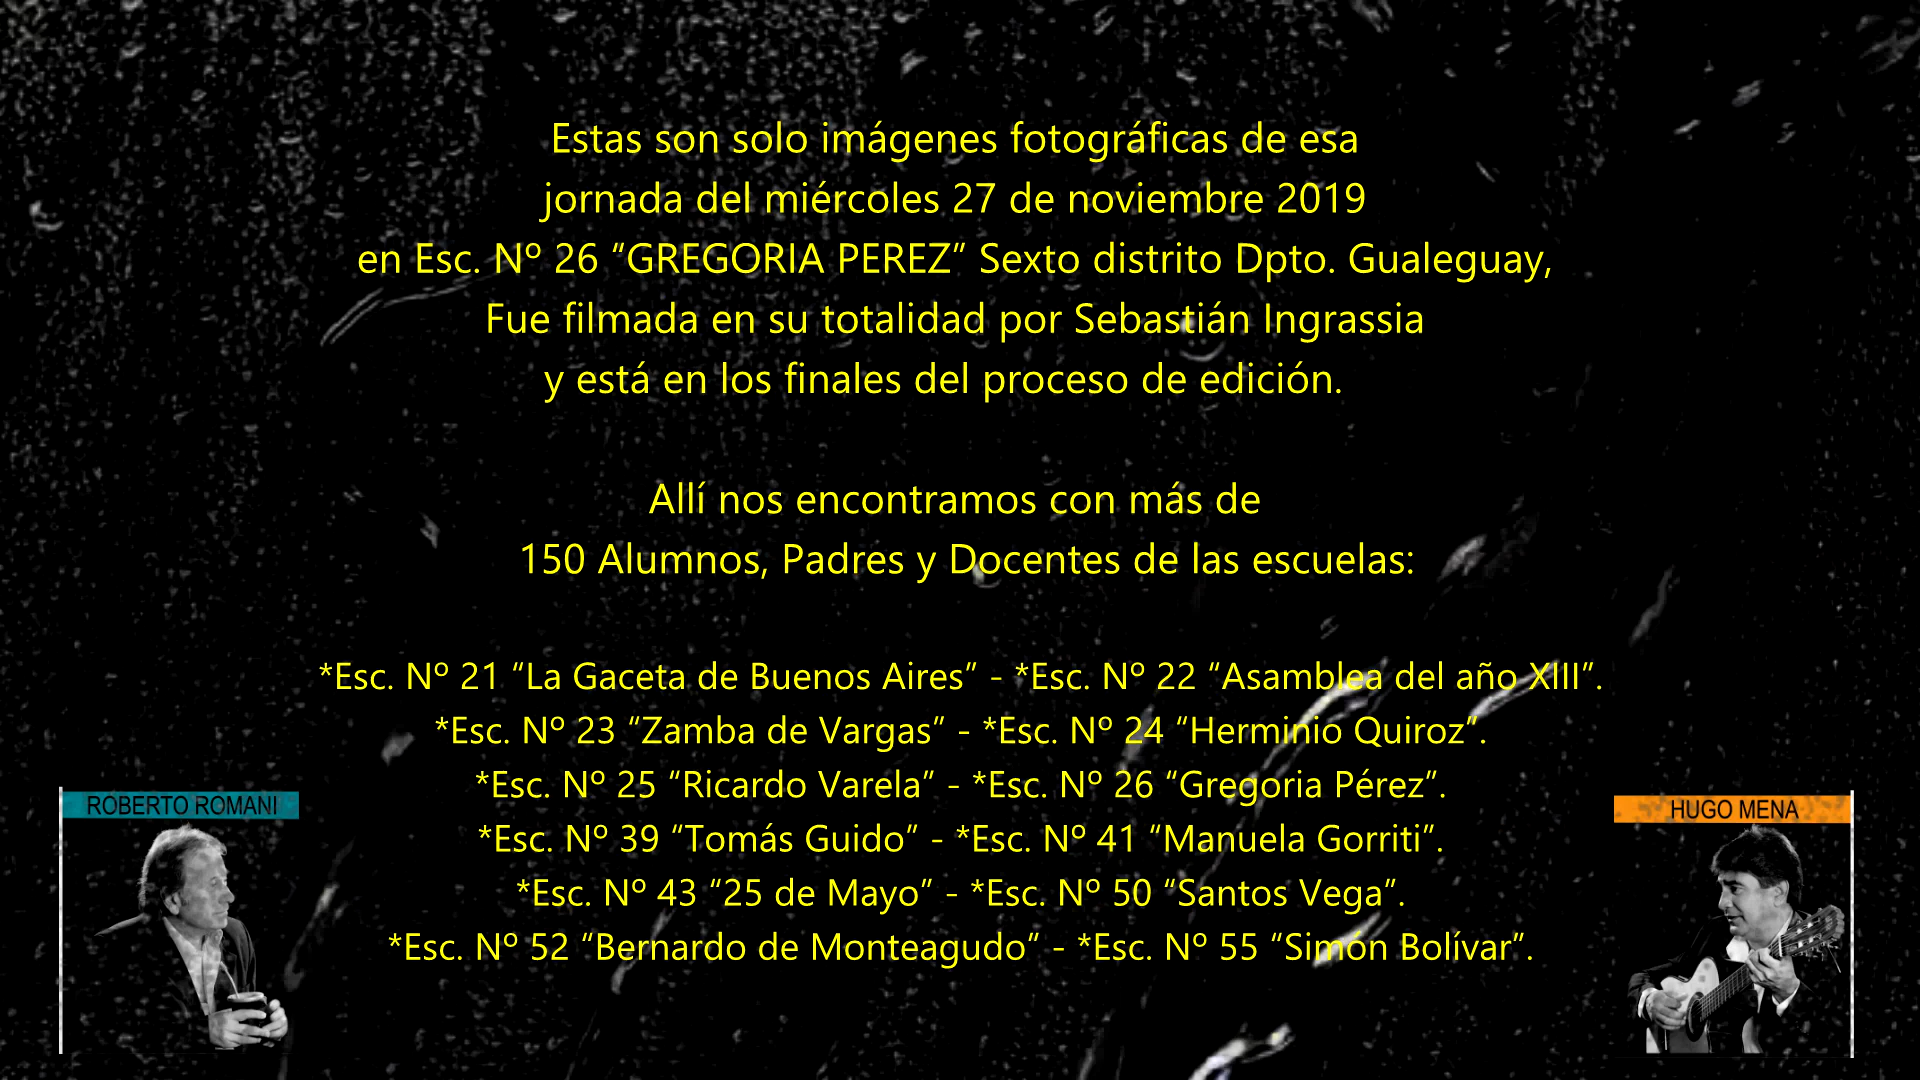 Estas son solo imágenes fotográficas de esa
jornada del miércoles 27 de noviembre 2019
en Esc. Nº 26 “GREGORIA PEREZ” Sexto distrito Dpto. Gualeguay,
Fue filmada en su totalidad por Sebastián Ingrassia
y está en los finales del proceso de edición.
Allí nos encontramos con más de
150 Alumnos, Padres y Docentes de las escuelas:
*Esc. Nº 21 “La Gaceta de Buenos Aires” - *Esc. Nº 22 “Asamblea del año XIII”.
*Esc. Nº 23 “Zamba de Vargas” - *Esc. Nº 24 “Herminio Quiroz”.
*Esc. Nº 25 “Ricardo Varela” - *Esc. Nº 26 “Gregoria Pérez”.
*Esc. Nº 39 “Tomás Guido” - *Esc. Nº 41 “Manuela Gorriti”.
*Esc. Nº 43 “25 de Mayo” - *Esc. Nº 50 “Santos Vega”.
*Esc. Nº 52 “Bernardo de Monteagudo” - *Esc. Nº 55 “Simón Bolívar”.
ROBERTO ROMANI
HUGO MENA